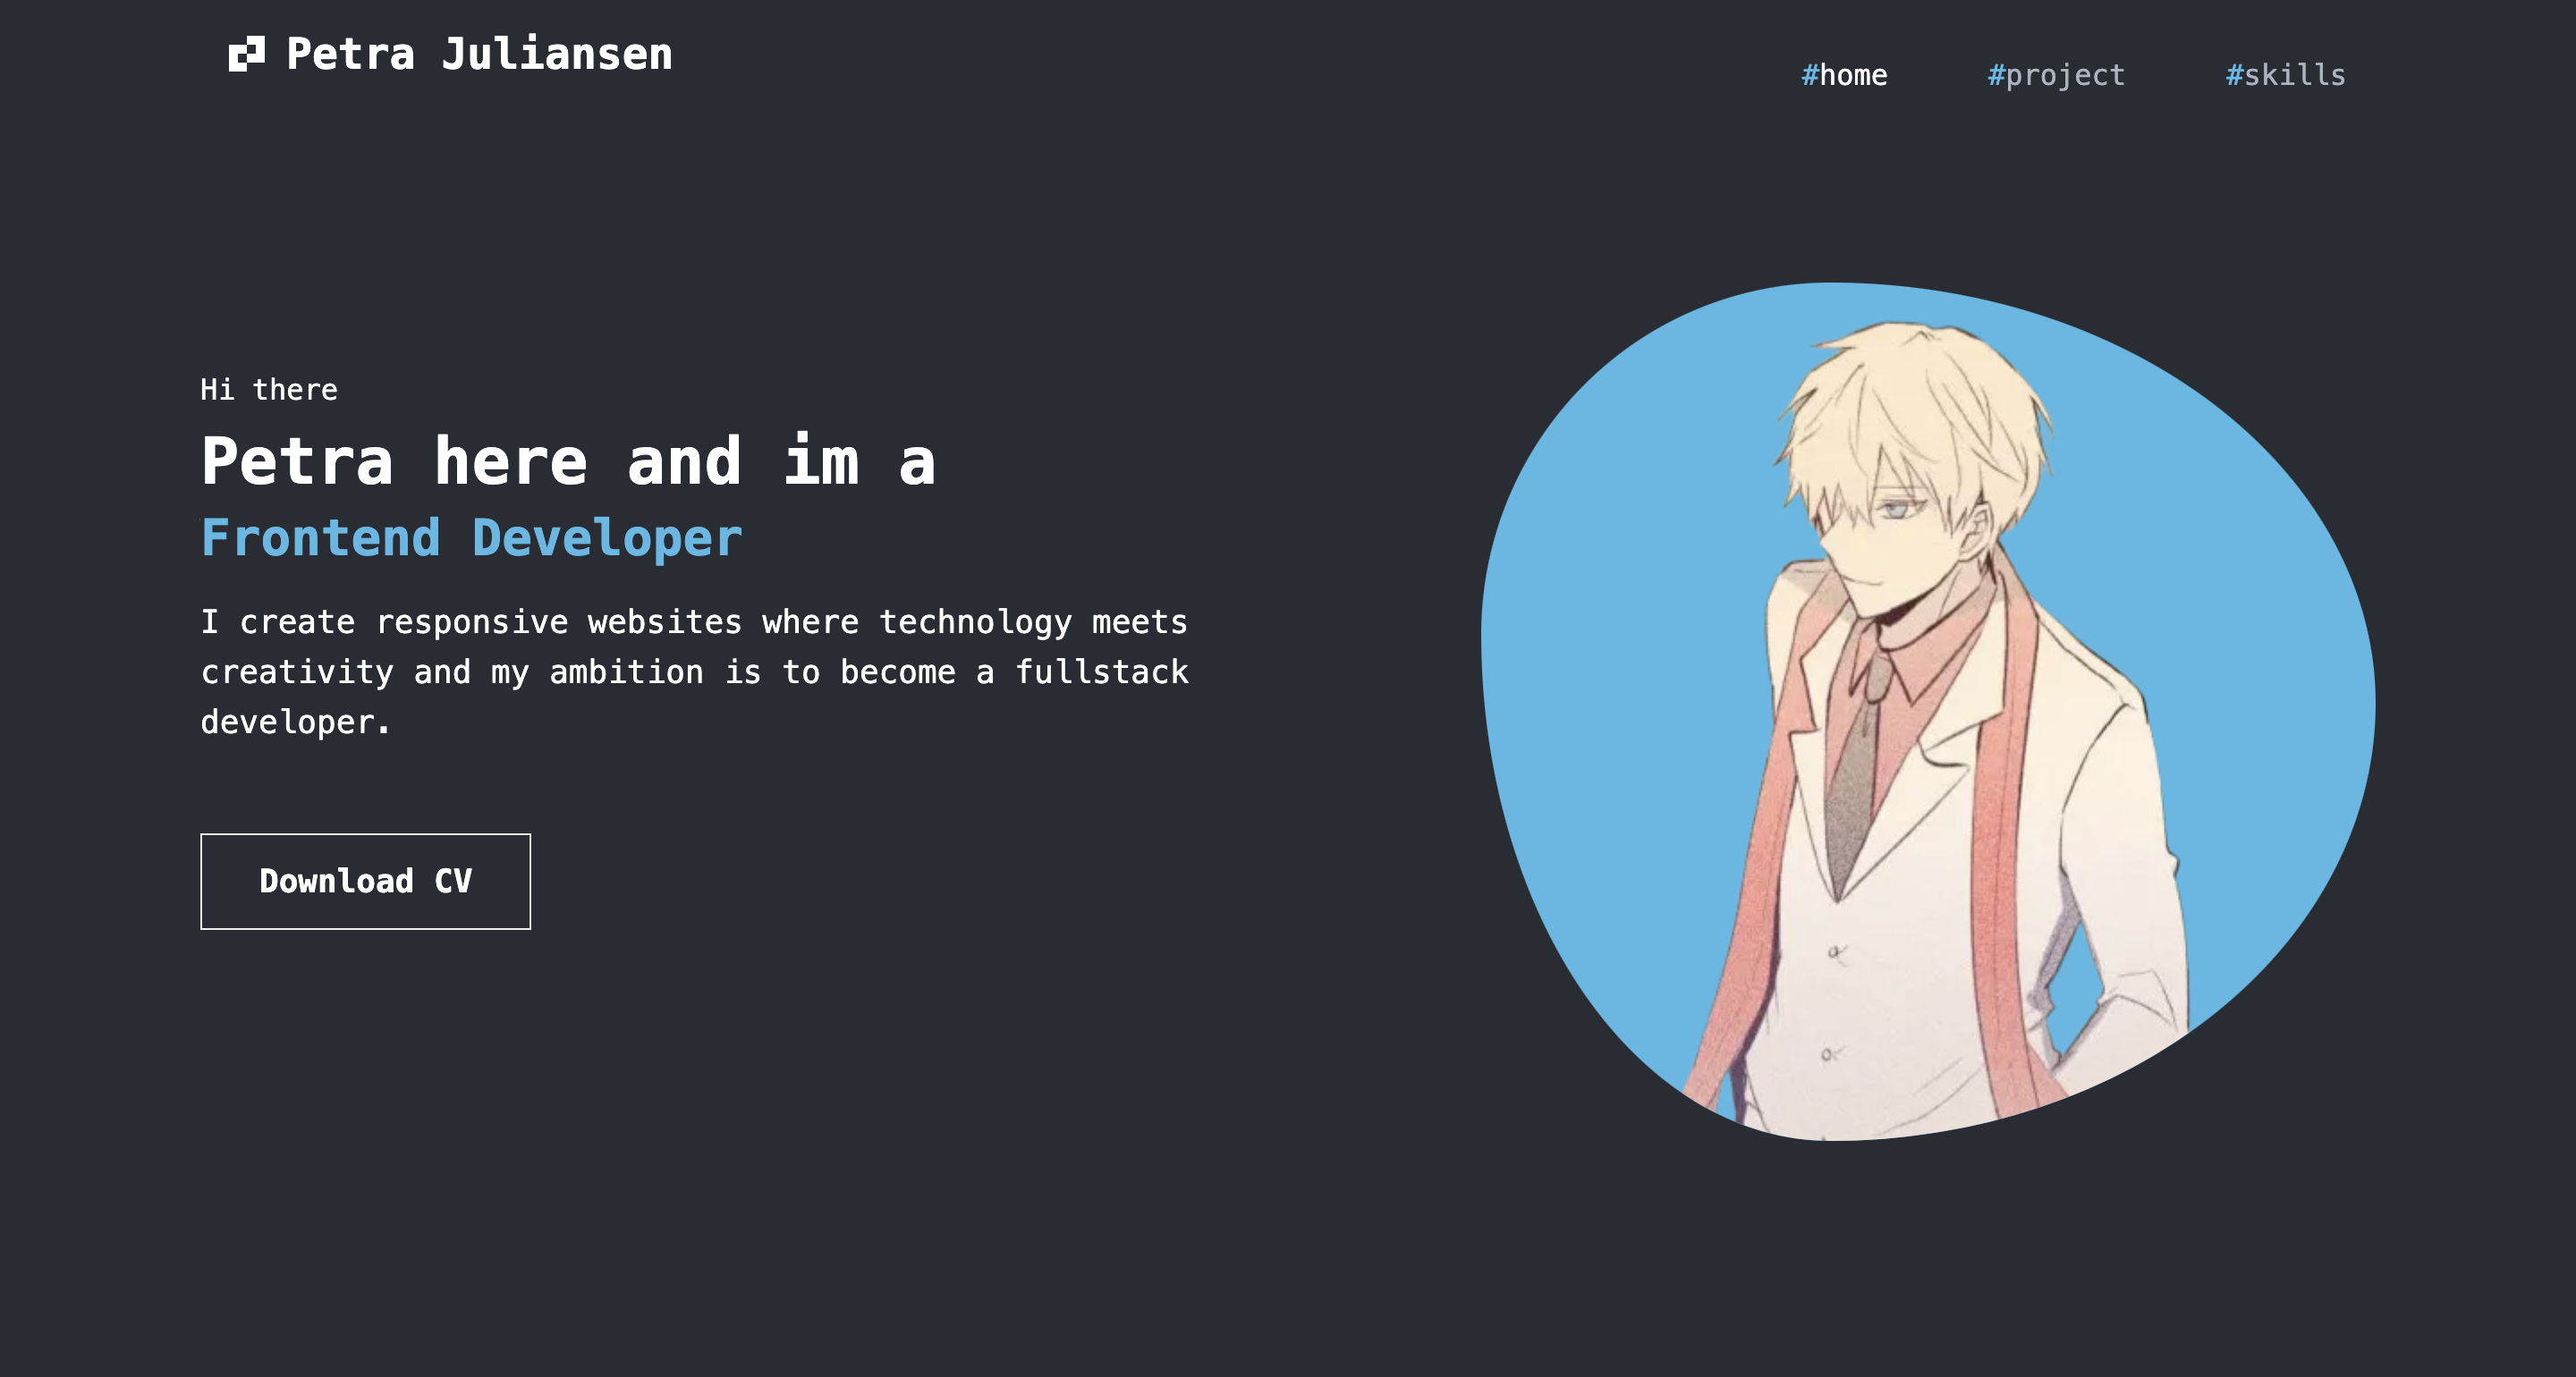 Petra Juliansen
#home #project #skills
Hi there
Petra here and im a
Frontend Developer
I create responsive websites where technology meets
creativity and my ambition is to become a fullstack
developer.
Download CV